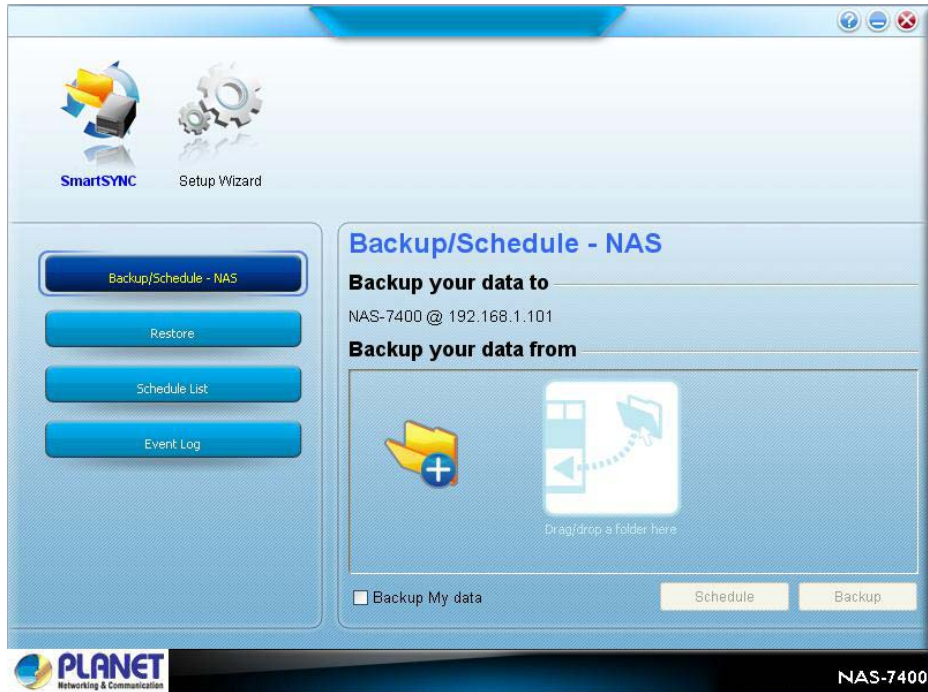 SmartSYNC
Setup Wizard
Backup/Schedule - NAS
Restore
Schedule List
Event Log
Backup/Schedule - NAS
Backup your data to
NAS-7400 @ 192.168.1.101
Backup your data from
Drag/drop a folder here
Backup My data
Schedule
Backup
PLANET
Networking & Communication
NAS-7400